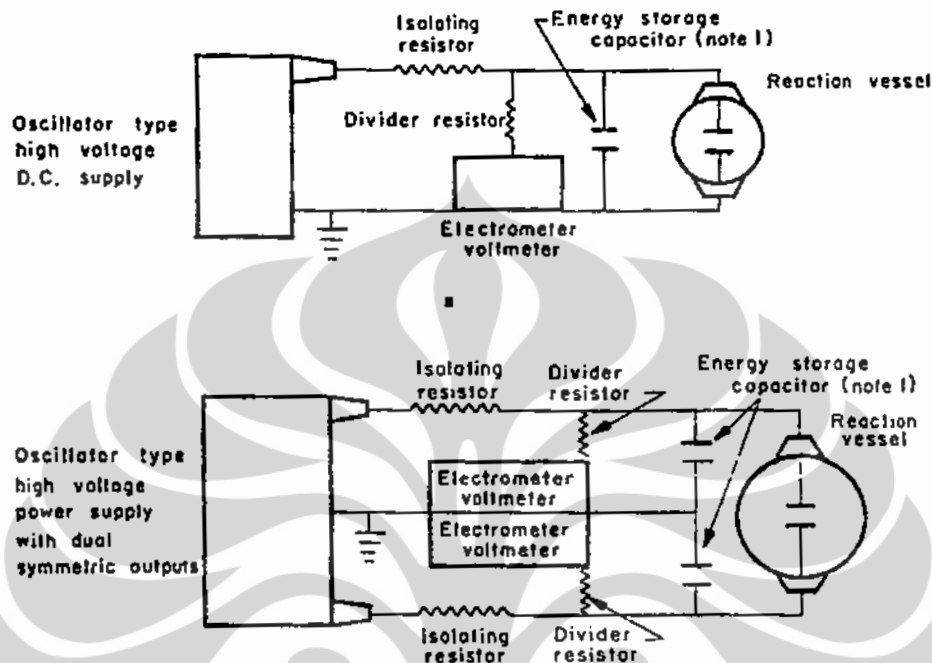 Isolating
resistor
Energy storage
capacitor (note 1)
Reaction vessel
Divider resistor
Oscillator type
high voltage
D.C. supply
Electrometer
voltmeter
Isolating
resistor
Divider
resistor
Energy storage
capacitor (note 1)
Reaction
vessel
Oscillator type
high voltage
power supply
with dual
symmetric outputs
Electrometer
voltmeter
Electrometer
voltmeter
Isolating
resistor
Divider
resistor